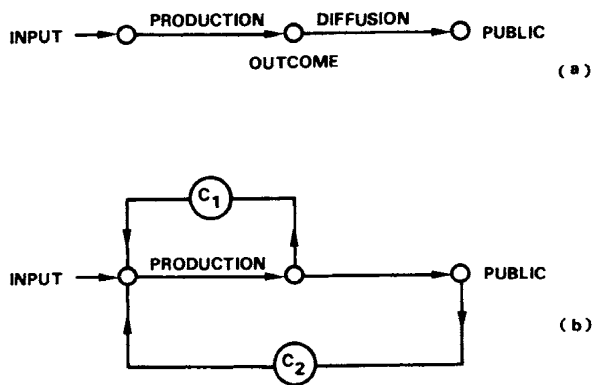 PRODUCTION DIFFUSION
INPUT PUBLIC
OUTCOME
(a)
C1
INPUT PRODUCTION PUBLIC
(b)
C2